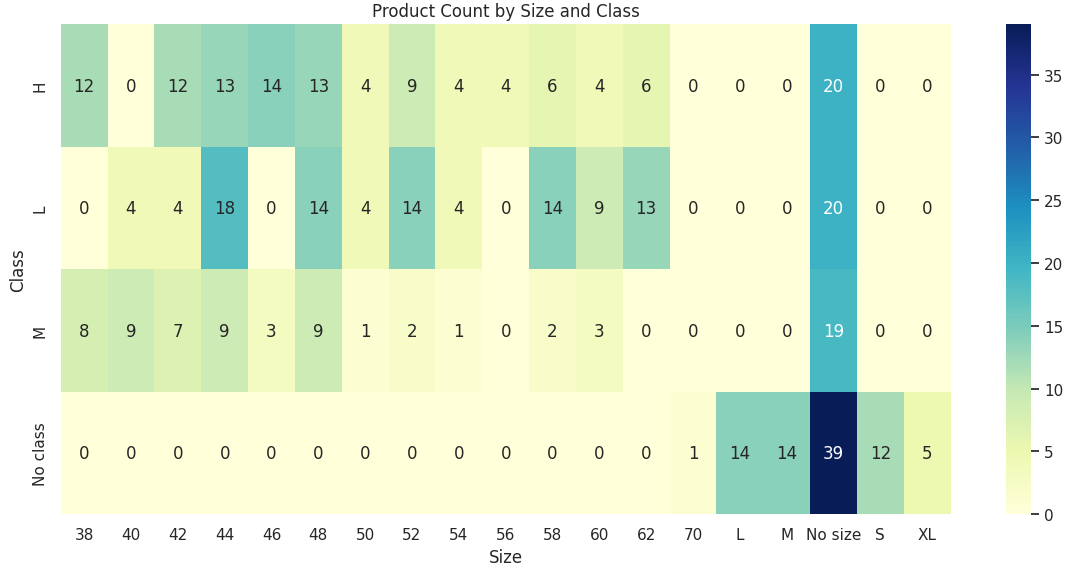 Product Count by Size and Class
H 12 0 12 13 14 13 4 9 4 4 6 4 6 0 0 0 20 0 0
L 0 4 4 18 0 14 4 14 4 0 14 9 13 0 0 0 20 0 0
M 8 9 7 9 3 9 1 2 1 0 2 3 0 0 0 0 19 0 0
No class 0 0 0 0 0 0 0 0 0 0 0 0 0 1 14 14 39 12 5
38 40 42 44 46 48 50 52 54 56 58 60 62 70 L M No size S XL
Size
Class
35
30
25
20
15
10
5
0